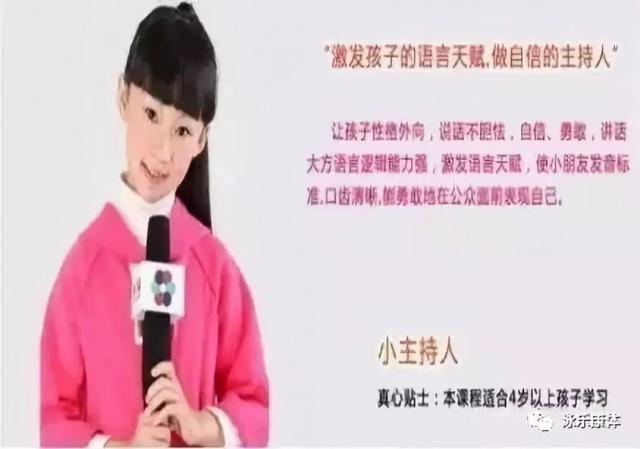 “激发孩子的语言天赋,做自信的主持人”
让孩子性格外向，说话不胆怯，自信、勇敢，讲话
大方语言逻辑能力强，激发语言天赋，使小朋友发音标
准,口齿清晰,能勇敢地在公众面前表现自己。
小主持人
真心贴士：本课程适合4岁以上孩子学习